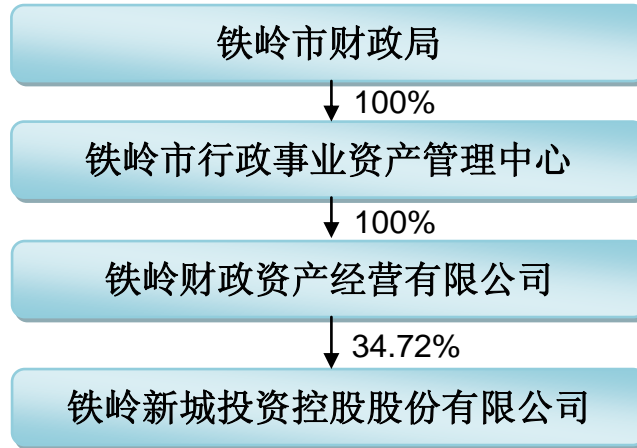 铁岭市财政局
100%
铁岭市行政事业资产管理中心
100%
铁岭财政资产经营有限公司
34.72%
铁岭新城投资控股股份有限公司